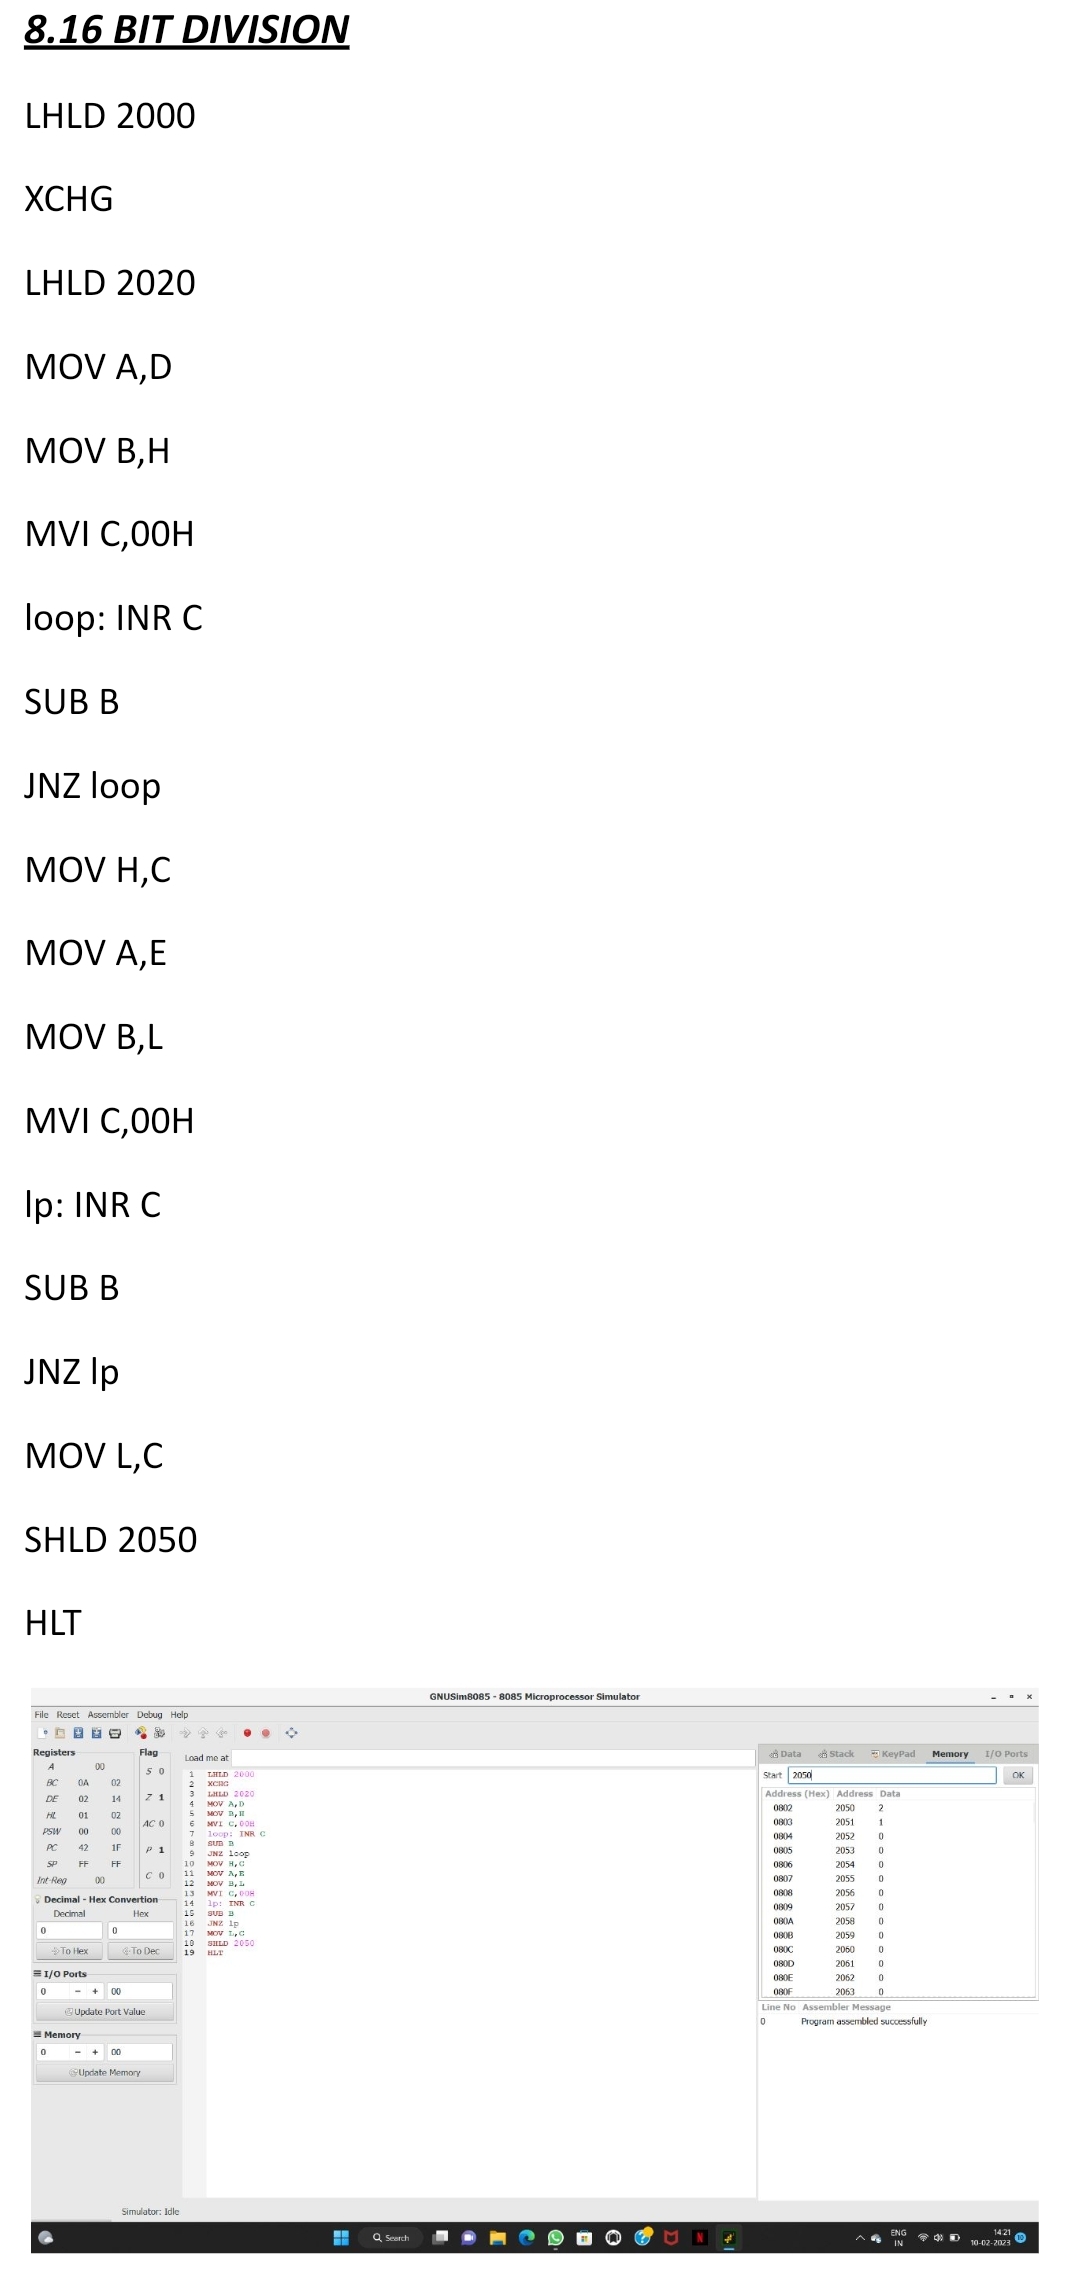 8.16 BIT DIVISION
LHLD 2000
XCHG
LHLD 2020
MOV A,D
MOV B,H
MVI C,00H
loop: INR C
SUB B
JNZ loop
MOV H,C
MOV A,E
MOV B,L
MVI C,00H
lp: INR C
SUB B
JNZ lp
MOV L,C
SHLD 2050
HLT
GNUSim8085 - 8085 Microprocessor Simulator
File Reset Assembler Debug Help
Registers
A 00
BC 0A 02
DE 02 14
HL 01 02
PSW 00 00
PC 42 1F
SP FF FF
Int-Reg 00
Flag
S 0
Z 1
AC 0
P 1
C 0
Decimal - Hex Convertion
Decimal Hex
0 0
To Hex To Dec
I/O Ports
0 - + 00
Update Port Value
Memory
0 - + 00
Update Memory
Load me at
1 LHLD 2000
2 XCHG
3 LHLD 2020
4 MOV A,D
5 MOV B,H
6 MVI C,00H
7 loop: INR C
8 SUB B
9 JNZ loop
10 MOV H,C
11 MOV A,E
12 MOV B,L
13 MVI C,00H
14 lp: INR C
15 SUB B
16 JNZ lp
17 MOV L,C
18 SHLD 2050
19 HLT
Data Stack KeyPad Memory I/O Ports
Start 2050 OK
Address (Hex) Address Data
0802 2050 2
0803 2051 1
0804 2052 0
0805 2053 0
0806 2054 0
0807 2055 0
0808 2056 0
0809 2057 0
080A 2058 0
080B 2059 0
080C 2060 0
080D 2061 0
080E 2062 0
080F 2063 0
Line No Assembler Message
0 Program assembled successfully
Simulator: Idle
Search
ENG
IN
14:21
10-02-2023